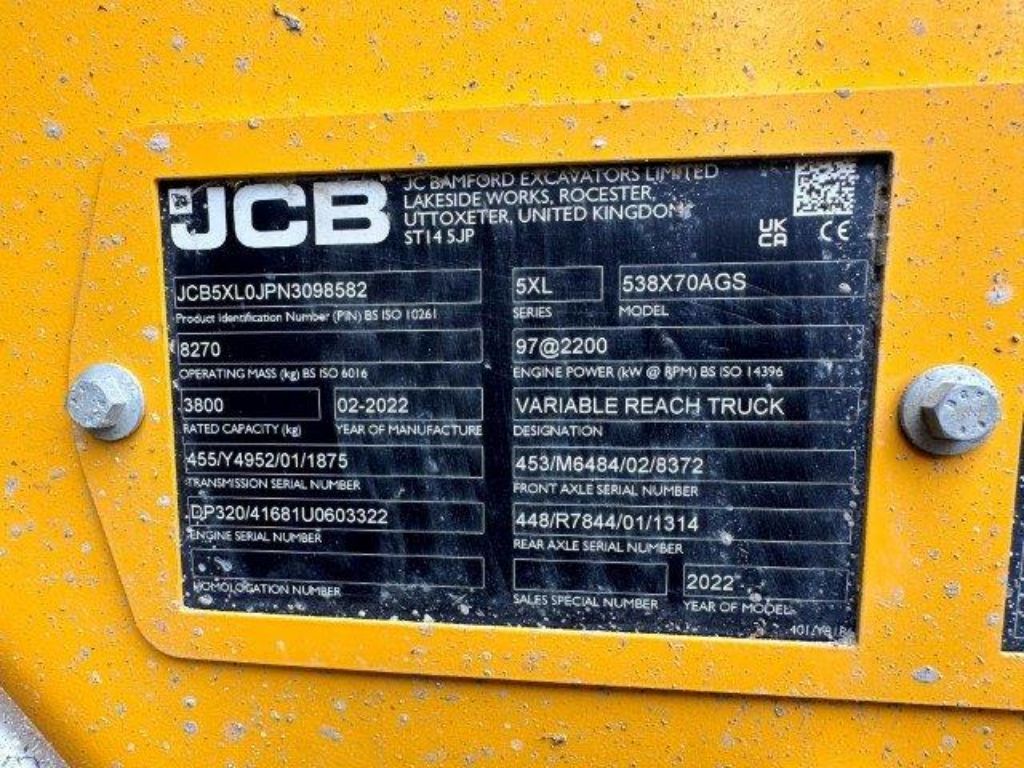 JCB
JC BAMFORD EXCAVATORS LIMITED
LAKESIDE WORKS, ROCESTER,
UTTOXETER, UNITED KINGDOM
ST14 5JP
UK
CA CE
JCB5XL0JPN3098582 5XL 538X70AGS
Product Identification Number (PIN) BS ISO 10261 SERIES MODEL
8270 97@2200
OPERATING MASS (kg) BS ISO 6016 ENGINE POWER (kW @ RPM) BS ISO 14396
3800 02-2022 VARIABLE REACH TRUCK
RATED CAPACITY (kg) YEAR OF MANUFACTURE DESIGNATION
455/Y4952/01/1875 453/M6484/02/8372
TRANSMISSION SERIAL NUMBER FRONT AXLE SERIAL NUMBER
DP320/41681U0603322 448/R7844/01/1314
ENGINE SERIAL NUMBER REAR AXLE SERIAL NUMBER
2022
HOMOLOGATION NUMBER SALES SPECIAL NUMBER YEAR OF MODEL